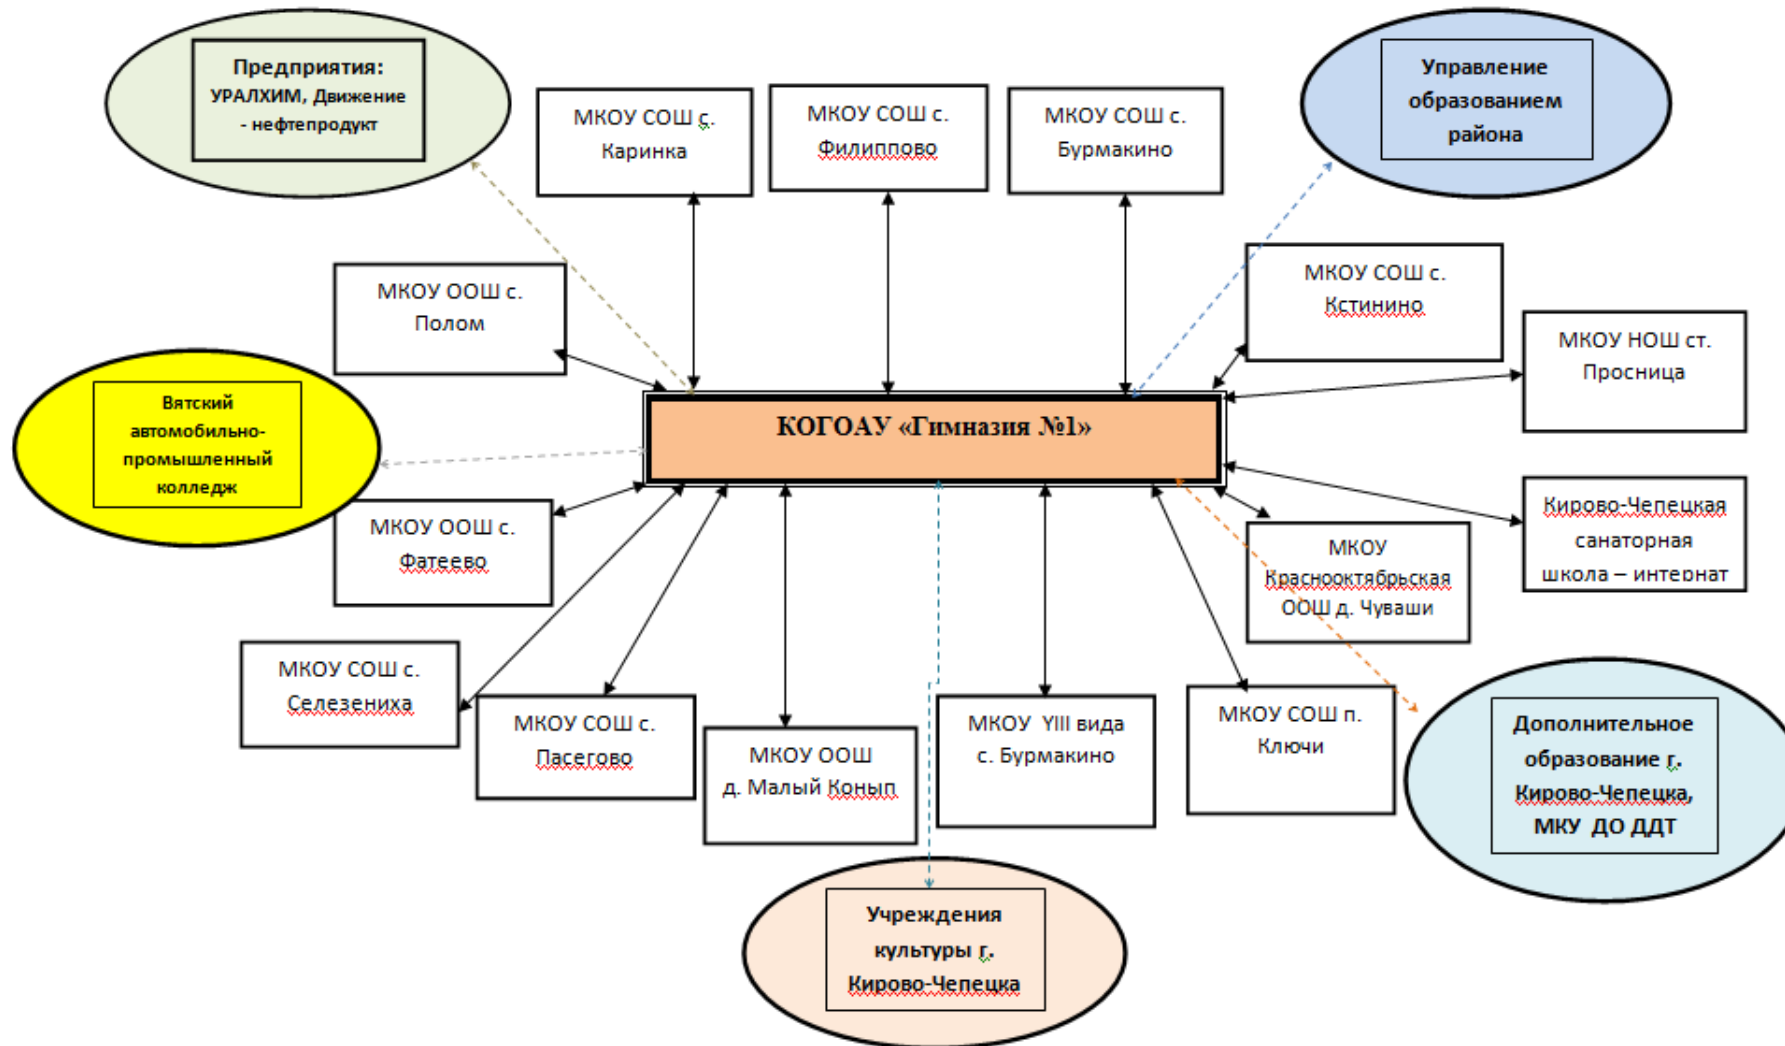 Предприятия:
УРАЛХИМ, Движение
- нефтепродукт
МКОУ СОШ с.
Каринка
МКОУ СОШ с.
Филиппово
МКОУ СОШ с.
Бурмакино
Управление
образованием
района
МКОУ ООШ с.
Полом
МКОУ СОШ с.
Кстинино
МКОУ НОШ ст.
Просница
Вятский
автомобильно-
промышленный
колледж
КОГОАУ «Гимназия №1»
МКОУ ООШ с.
Фатеево
МКОУ
Краснооктябрьская
ООШ д. Чуваши
Кирово-Чепецкая
санаторная
школа – интернат
МКОУ СОШ с.
Селезениха
МКОУ СОШ с.
Пасегово
МКОУ ООШ
д. Малый Конып
МКОУ YIII вида
с. Бурмакино
МКОУ СОШ п.
Ключи
Дополнительное
образование г.
Кирово-Чепецка,
МКУ ДО ДДТ
Учреждения
культуры г.
Кирово-Чепецка